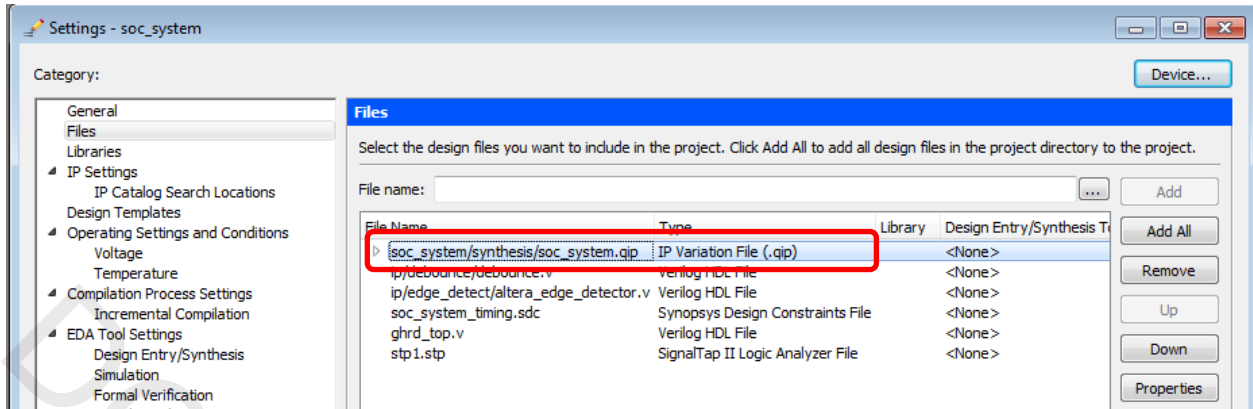 Settings - soc_system
Category:
Device...
General
Files
Libraries
IP Settings
IP Catalog Search Locations
Design Templates
Operating Settings and Conditions
Voltage
Temperature
Compilation Process Settings
Incremental Compilation
EDA Tool Settings
Design Entry/Synthesis
Simulation
Formal Verification
Files
Select the design files you want to include in the project. Click Add All to add all design files in the project directory to the project.
File name:
...
Add
File Name Type Library Design Entry/Synthesis T
Add All
soc_system/synthesis/soc_system.qip IP Variation File (.qip) <None>
ip/debounce/debounce.v Verilog HDL File <None>
Remove
ip/edge_detect/altera_edge_detector.v Verilog HDL File <None>
soc_system_timing.sdc Synopsys Design Constraints File <None>
Up
ghrd_top.v Verilog HDL File <None>
stp1.stp SignalTap II Logic Analyzer File <None>
Down
Properties